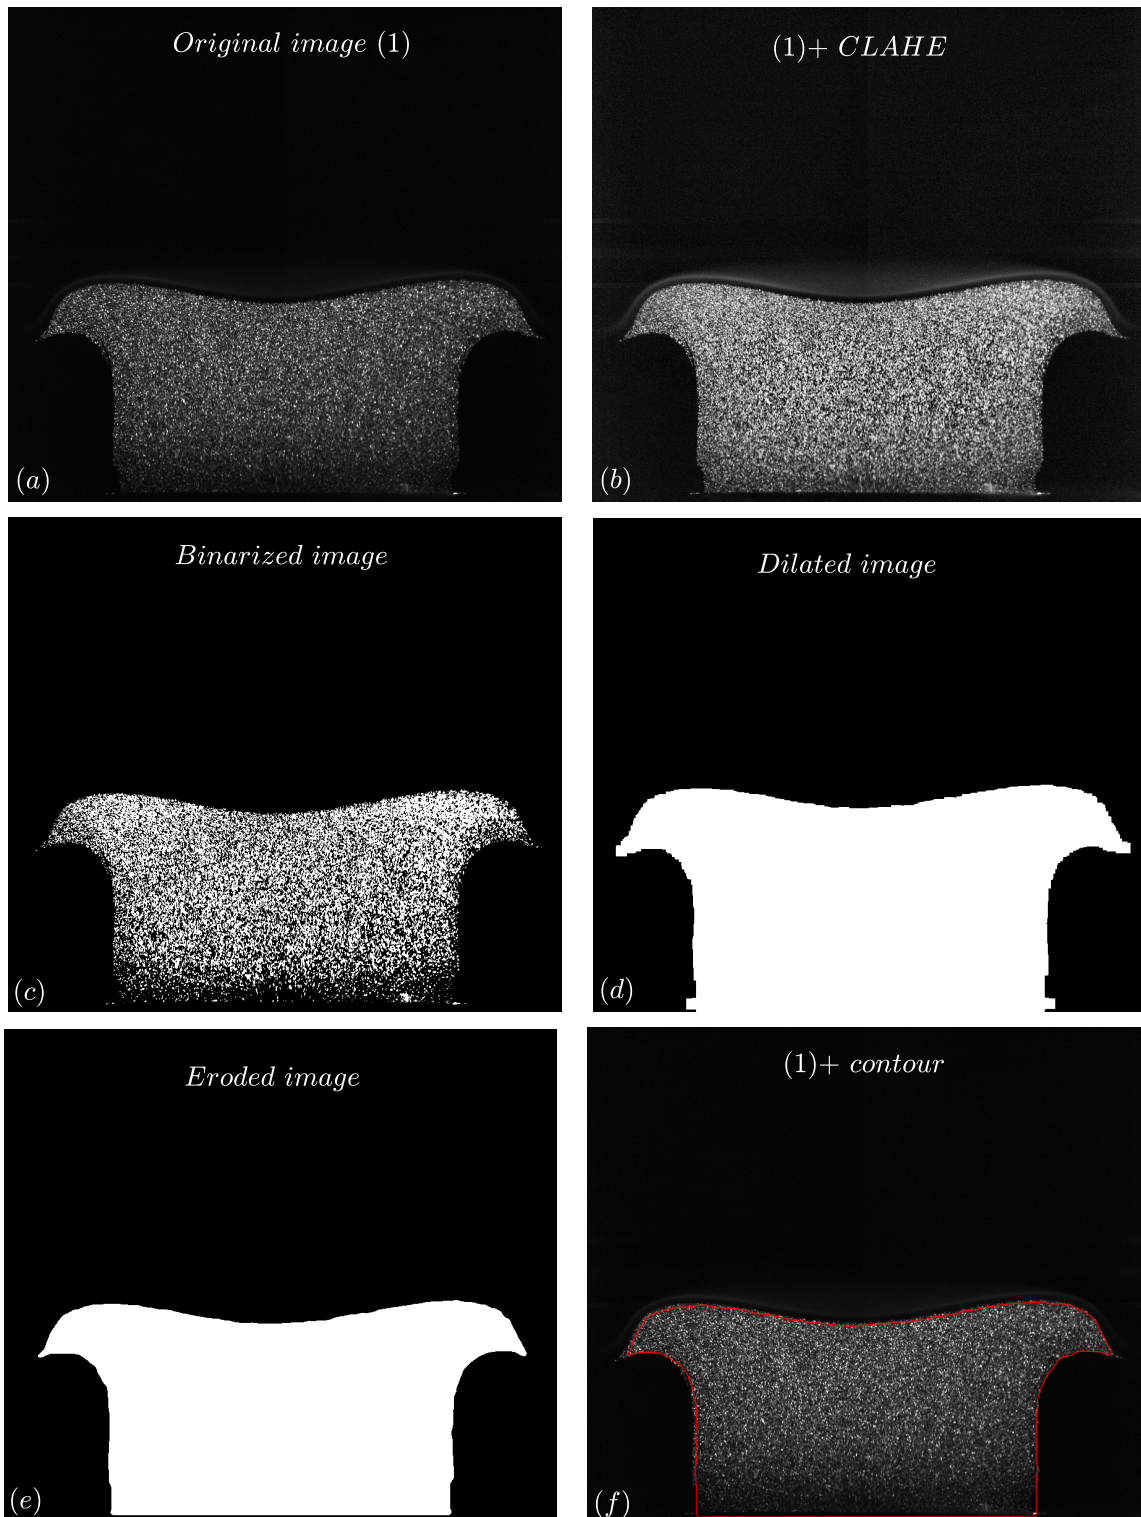 Original image (1)
(1)+ CLAHE
(a)
(b)
Binarized image
Dilated image
(c)
(d)
Eroded image
(1)+ contour
(e)
(f)